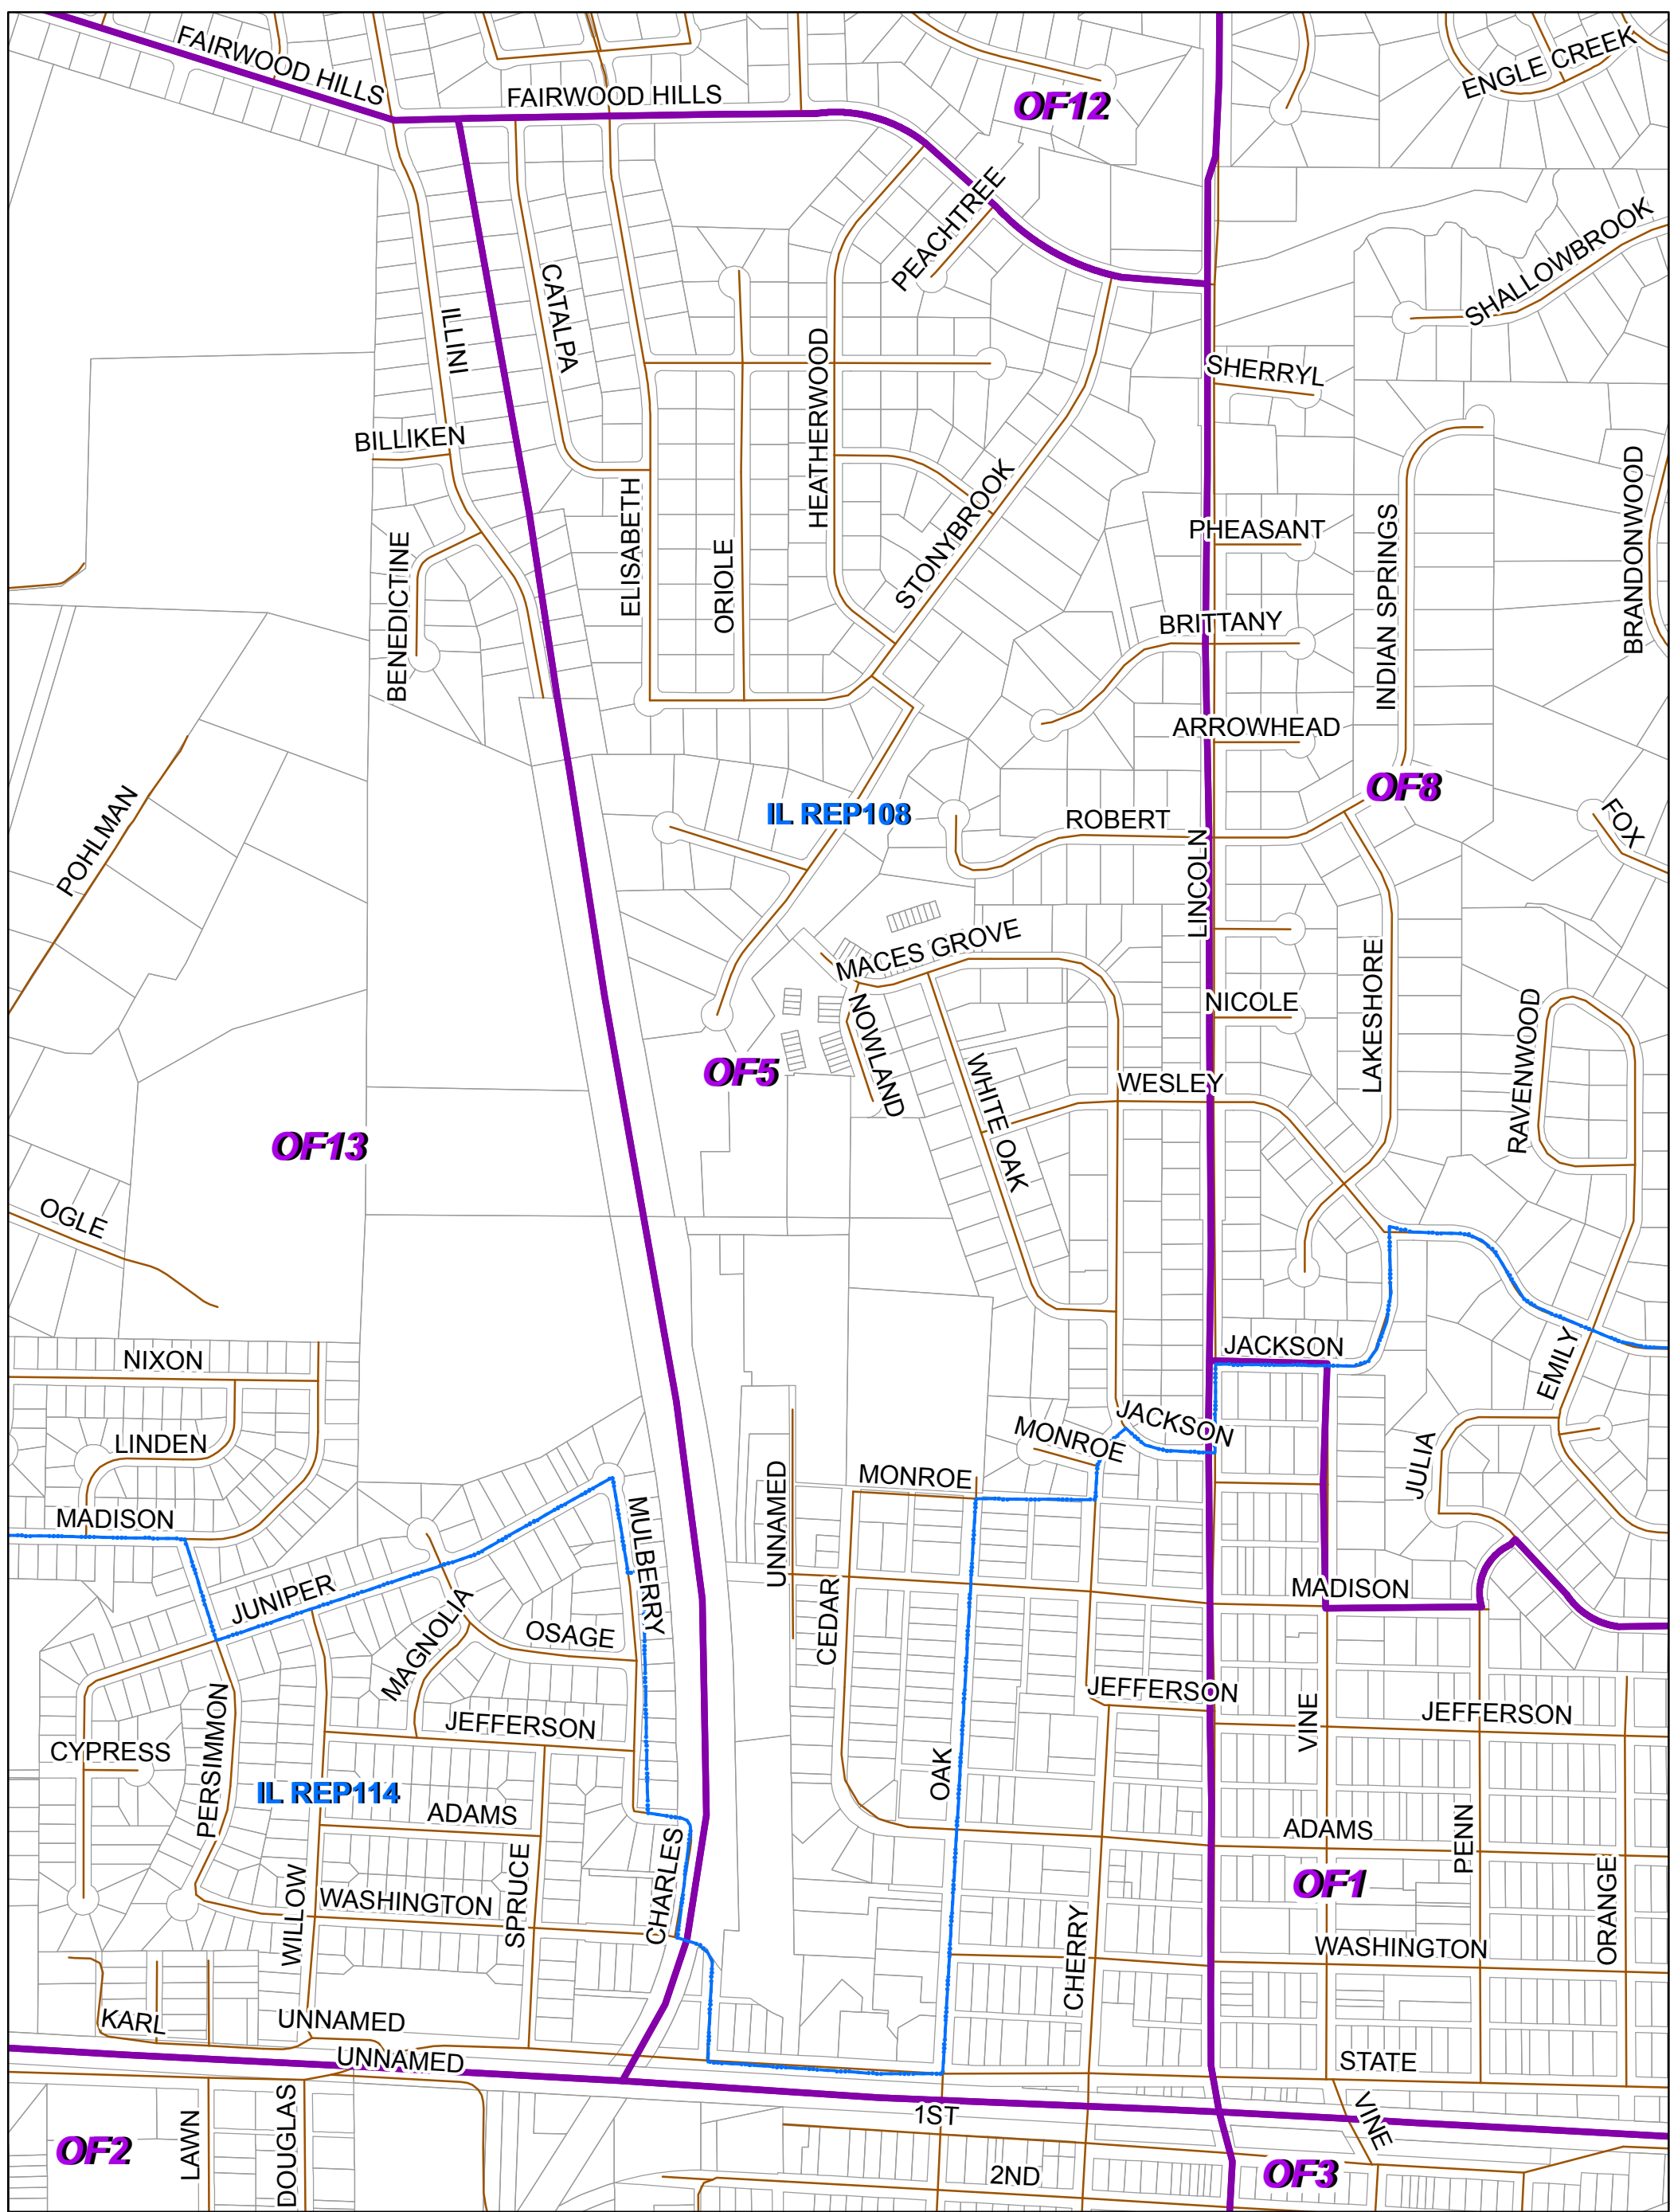 FAIRWOOD HILLS
ENGLE CREEK
FAIRWOOD HILLS
OF12
PEACHTREE
SHALLOWBROOK
CATALPA
ILLINI
SHERRYL
HEATHERWOOD
BILLIKEN
BRANDONWOOD
STONYBROOK
ELISABETH
INDIAN SPRINGS
PHEASANT
BENEDICTINE
ORIOLE
BRITTANY
ARROWHEAD
OF8
POHLMAN
IL REP108
ROBERT
FOX
LINCOLN
MACES GROVE
LAKESHORE
NICOLE
RAVENWOOD
NOWLAND
OF5
WESLEY
WHITE OAK
OF13
OGLE
NIXON
JACKSON
EMILY
JACKSON
LINDEN
MONROE
JULIA
MONROE
UNNAMED
MADISON
MULBERRY
JUNIPER
MADISON
CEDAR
MAGNOLIA
OSAGE
PERSIMMON
JEFFERSON
VINE
JEFFERSON
JEFFERSON
CYPRESS
OAK
IL REP114
ADAMS
ADAMS
PENN
CHARLES
OF1
ORANGE
WILLOW
WASHINGTON
SPRUCE
CHERRY
WASHINGTON
KARL
UNNAMED
UNNAMED
STATE
1ST
VINE
LAWN
DOUGLAS
OF2
2ND
OF3